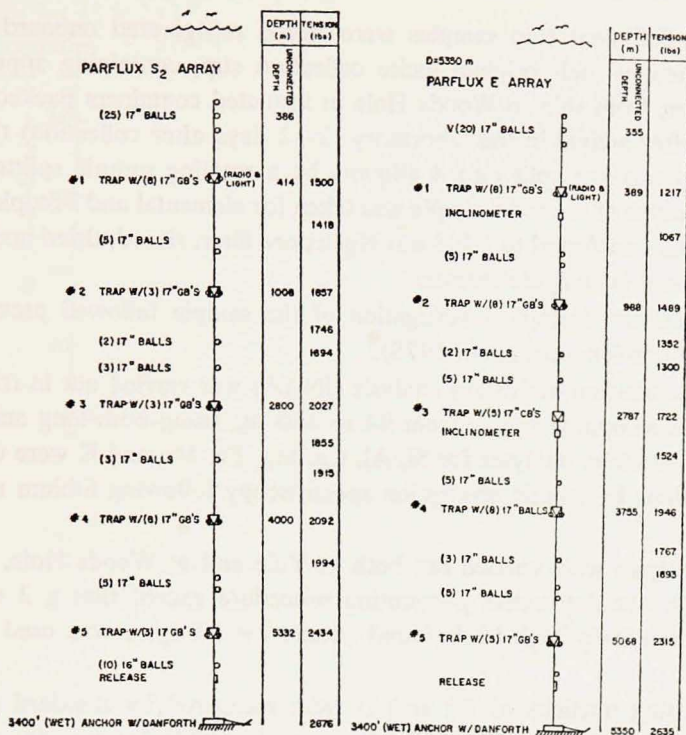 DEPTH (m) TENSION (lbs)
UNCONNECTED DEPTH
PARFLUX S2 ARRAY
(25) 17" BALLS 386
#1 TRAP W/(8) 17" GB'S (RADIO & LIGHT) 414 1500
1418
(5) 17" BALLS
#2 TRAP W/(3) 17" GB'S 1006 1857
1746
(2) 17" BALLS
1694
(3) 17" BALLS
#3 TRAP W/(3) 17" GB'S 2800 2027
1855
(3) 17" BALLS
1915
#4 TRAP W/(6) 17" GB'S 4000 2092
1994
(5) 17" BALLS
#5 TRAP W/(3) 17" GB'S 5332 2434
(10) 16" BALLS
RELEASE
3400' (WET) ANCHOR W/DANFORTH 2676
DEPTH (m) TENSION (lbs)
UNCONNECTED DEPTH
D=5350 m
PARFLUX E ARRAY
V(20) 17" BALLS 355
#1 TRAP W/(8) 17" GB'S (RADIO & LIGHT) 389 1217
INCLINOMETER
1067
(5) 17" BALLS
#2 TRAP W/(8) 17" GB'S 988 1489
1352
(2) 17" BALLS
1300
(5) 17" BALLS
#3 TRAP W/(5) 17" GB'S 2787 1722
INCLINOMETER
1524
(5) 17" BALLS
#4 TRAP W/(8) 17" BALLS 3755 1946
1767
(3) 17" BALLS
1693
(5) 17" BALLS
#5 TRAP W/(5) 17" GB'S 5068 2315
RELEASE
3400' (WET) ANCHOR W/DANFORTH 5350 2635